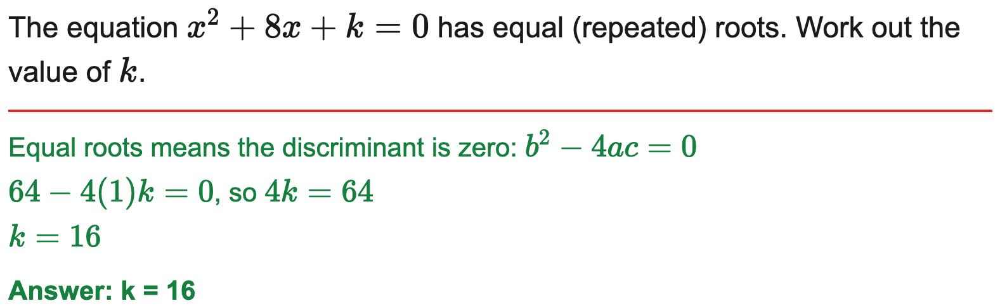 The equation x² + 8x + k = 0 has equal (repeated) roots. Work out the
value of k.
Equal roots means the discriminant is zero: b² − 4ac = 0
64 − 4(1)k = 0, so 4k = 64
k = 16
Answer: k = 16